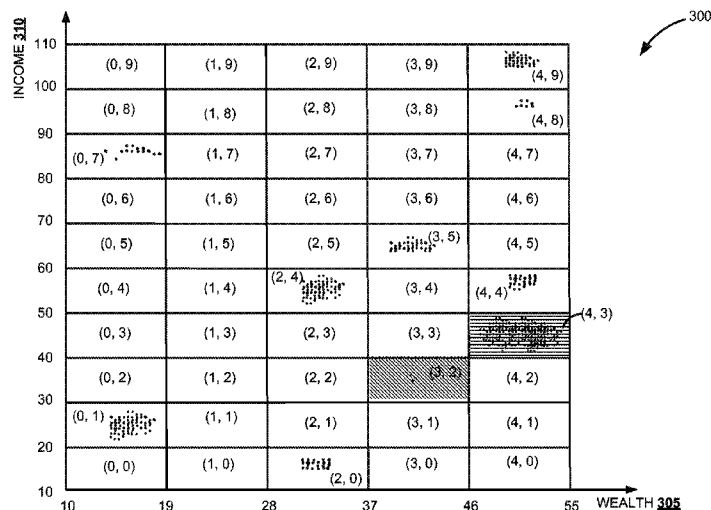 300
INCOME 310
110
(0, 9) (1, 9) (2, 9) (3, 9) (4, 9)
100
(0, 8) (1, 8) (2, 8) (3, 8) (4, 8)
90
(0, 7) (1, 7) (2, 7) (3, 7) (4, 7)
80
(0, 6) (1, 6) (2, 6) (3, 6) (4, 6)
70
(0, 5) (1, 5) (2, 5) (3, 5) (4, 5)
60
(0, 4) (1, 4) (2, 4) (3, 4) (4, 4)
50
(0, 3) (1, 3) (2, 3) (3, 3) (4, 3)
40
(0, 2) (1, 2) (2, 2) (3, 2) (4, 2)
30
(0, 1) (1, 1) (2, 1) (3, 1) (4, 1)
20
(0, 0) (1, 0) (2, 0) (3, 0) (4, 0)
10
10 19 28 37 46 55 WEALTH 305